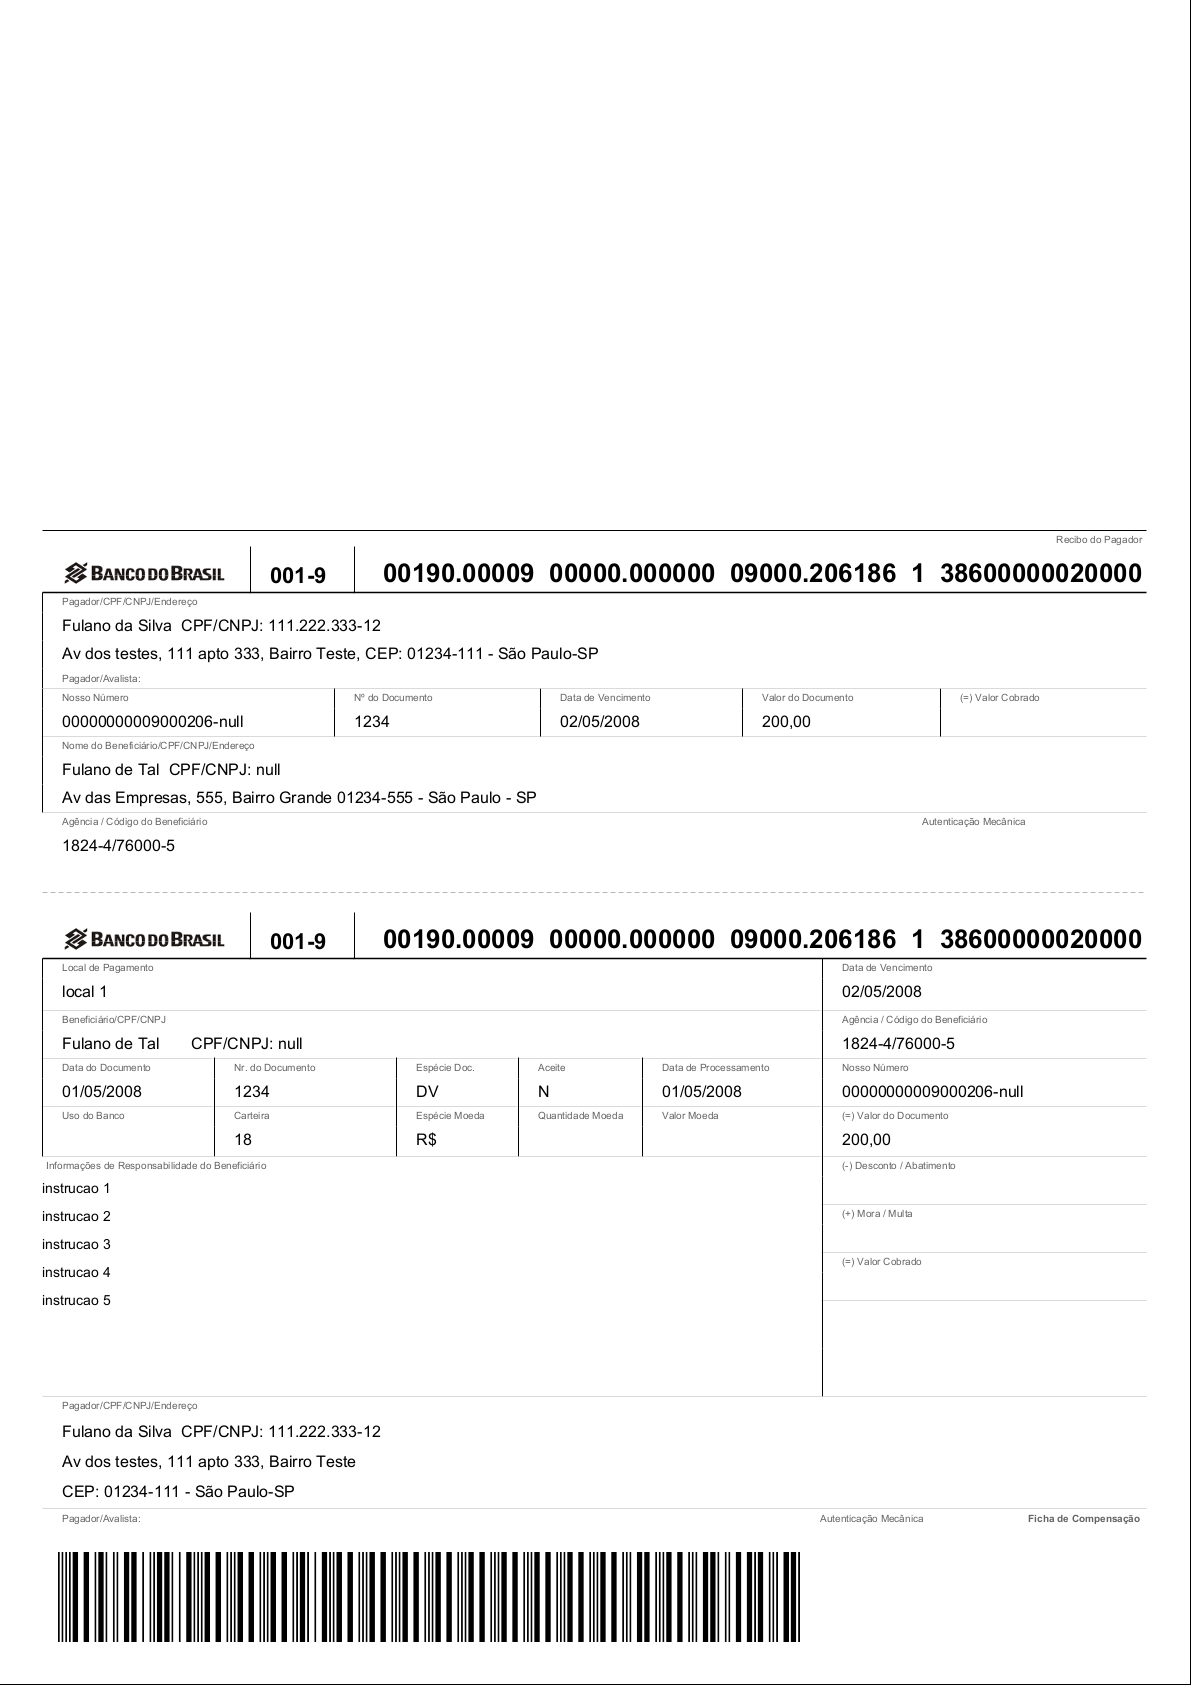 Recibo do Pagador
BANCO DO BRASIL 001-9 00190.00009 00000.000000 09000.206186 1 38600000020000
Pagador/CPF/CNPJ/Endereço
Fulano da Silva CPF/CNPJ: 111.222.333-12
Av dos testes, 111 apto 333, Bairro Teste, CEP: 01234-111 - São Paulo-SP
Pagador/Avalista:
Nosso Número Nº do Documento Data de Vencimento Valor do Documento (=) Valor Cobrado
00000000009000206-null 1234 02/05/2008 200,00
Nome do Beneficiário/CPF/CNPJ/Endereço
Fulano de Tal CPF/CNPJ: null
Av das Empresas, 555, Bairro Grande 01234-555 - São Paulo - SP
Agência / Código do Beneficiário Autenticação Mecânica
1824-4/76000-5
BANCO DO BRASIL 001-9 00190.00009 00000.000000 09000.206186 1 38600000020000
Local de Pagamento Data de Vencimento
local 1 02/05/2008
Beneficiário/CPF/CNPJ Agência / Código do Beneficiário
Fulano de Tal CPF/CNPJ: null 1824-4/76000-5
Data do Documento Nr. do Documento Espécie Doc. Aceite Data de Processamento Nosso Número
01/05/2008 1234 DV N 01/05/2008 00000000009000206-null
Uso do Banco Carteira Espécie Moeda Quantidade Moeda Valor Moeda (=) Valor do Documento
18 R$ 200,00
Informações de Responsabilidade do Beneficiário (-) Desconto / Abatimento
instrucao 1
instrucao 2 (+) Mora / Multa
instrucao 3
instrucao 4 (=) Valor Cobrado
instrucao 5
Pagador/CPF/CNPJ/Endereço
Fulano da Silva CPF/CNPJ: 111.222.333-12
Av dos testes, 111 apto 333, Bairro Teste
CEP: 01234-111 - São Paulo-SP
Pagador/Avalista: Autenticação Mecânica Ficha de Compensação